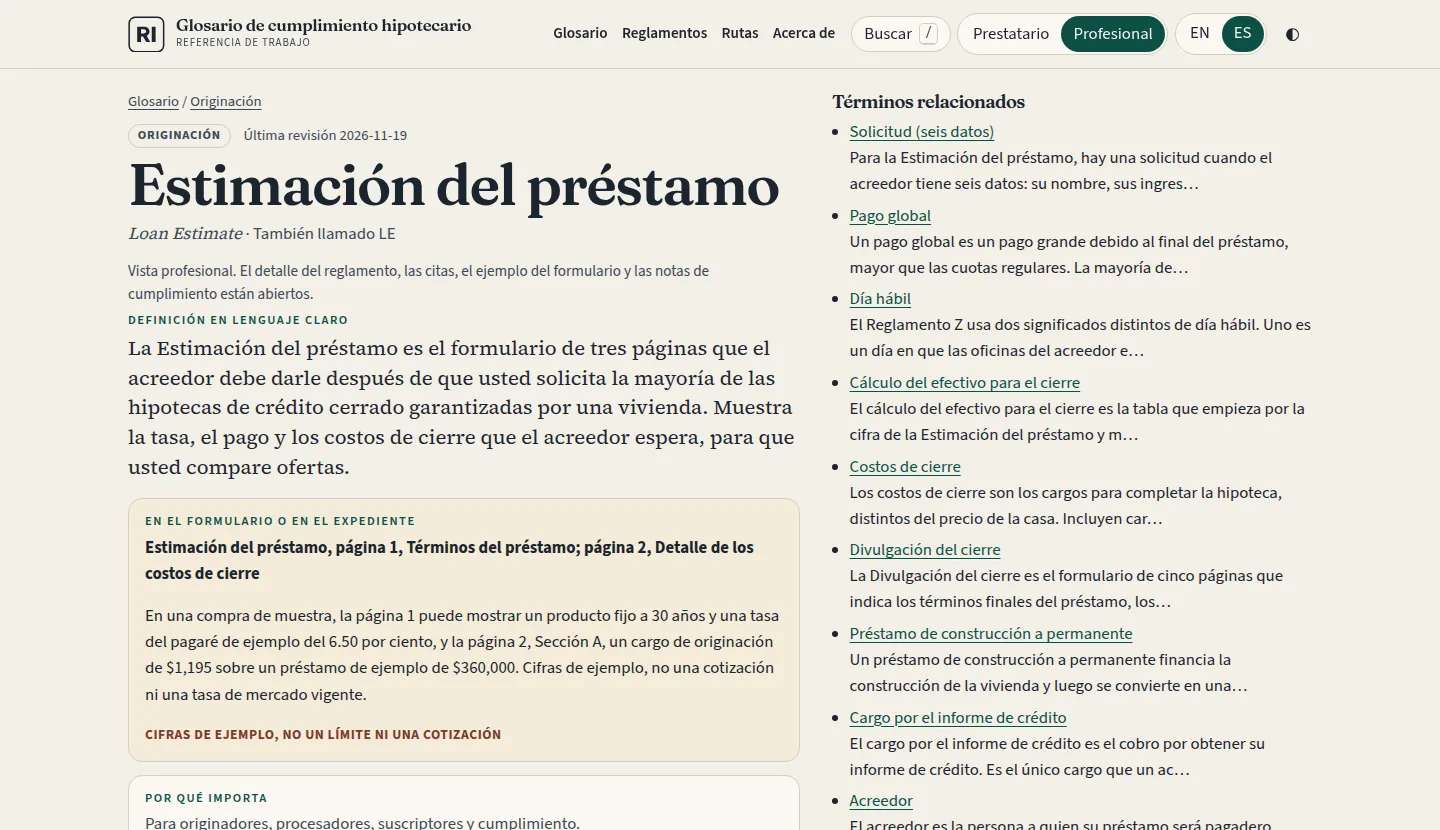 RI
Glosario de cumplimiento hipotecario
REFERENCIA DE TRABAJO
Glosario
Reglamentos
Rutas
Acerca de
Buscar /
Prestatario
Profesional
EN
ES
Glosario / Originación
ORIGINACIÓN
Última revisión 2026-11-19
Estimación del préstamo
Loan Estimate · También llamado LE
Vista profesional. El detalle del reglamento, las citas, el ejemplo del formulario y las notas de
cumplimiento están abiertos.
DEFINICIÓN EN LENGUAJE CLARO
La Estimación del préstamo es el formulario de tres páginas que el
acreedor debe darle después de que usted solicita la mayoría de las
hipotecas de crédito cerrado garantizadas por una vivienda. Muestra
la tasa, el pago y los costos de cierre que el acreedor espera, para que
usted compare ofertas.
EN EL FORMULARIO O EN EL EXPEDIENTE
Estimación del préstamo, página 1, Términos del préstamo; página 2, Detalle de los
costos de cierre
En una compra de muestra, la página 1 puede mostrar un producto fijo a 30 años y una tasa
del pagaré de ejemplo del 6.50 por ciento, y la página 2, Sección A, un cargo de originación
de $1,195 sobre un préstamo de ejemplo de $360,000. Cifras de ejemplo, no una cotización
ni una tasa de mercado vigente.
CIFRAS DE EJEMPLO, NO UN LÍMITE NI UNA COTIZACIÓN
POR QUÉ IMPORTA
Para originadores, procesadores, suscriptores y cumplimiento.
Términos relacionados
Solicitud (seis datos)
Para la Estimación del préstamo, hay una solicitud cuando el
acreedor tiene seis datos: su nombre, sus ingres…
Pago global
Un pago global es un pago grande debido al final del préstamo,
mayor que las cuotas regulares. La mayoría de…
Día hábil
El Reglamento Z usa dos significados distintos de día hábil. Uno es
un día en que las oficinas del acreedor e…
Cálculo del efectivo para el cierre
El cálculo del efectivo para el cierre es la tabla que empieza por la
cifra de la Estimación del préstamo y m…
Costos de cierre
Los costos de cierre son los cargos para completar la hipoteca,
distintos del precio de la casa. Incluyen car…
Divulgación del cierre
La Divulgación del cierre es el formulario de cinco páginas que
indica los términos finales del préstamo, los…
Préstamo de construcción a permanente
Un préstamo de construcción a permanente financia la
construcción de la vivienda y luego se convierte en una…
Cargo por el informe de crédito
El cargo por el informe de crédito es el cobro por obtener su
informe de crédito. Es el único cargo que un ac…
Acreedor
El acreedor es la persona a quien su préstamo será pagadero